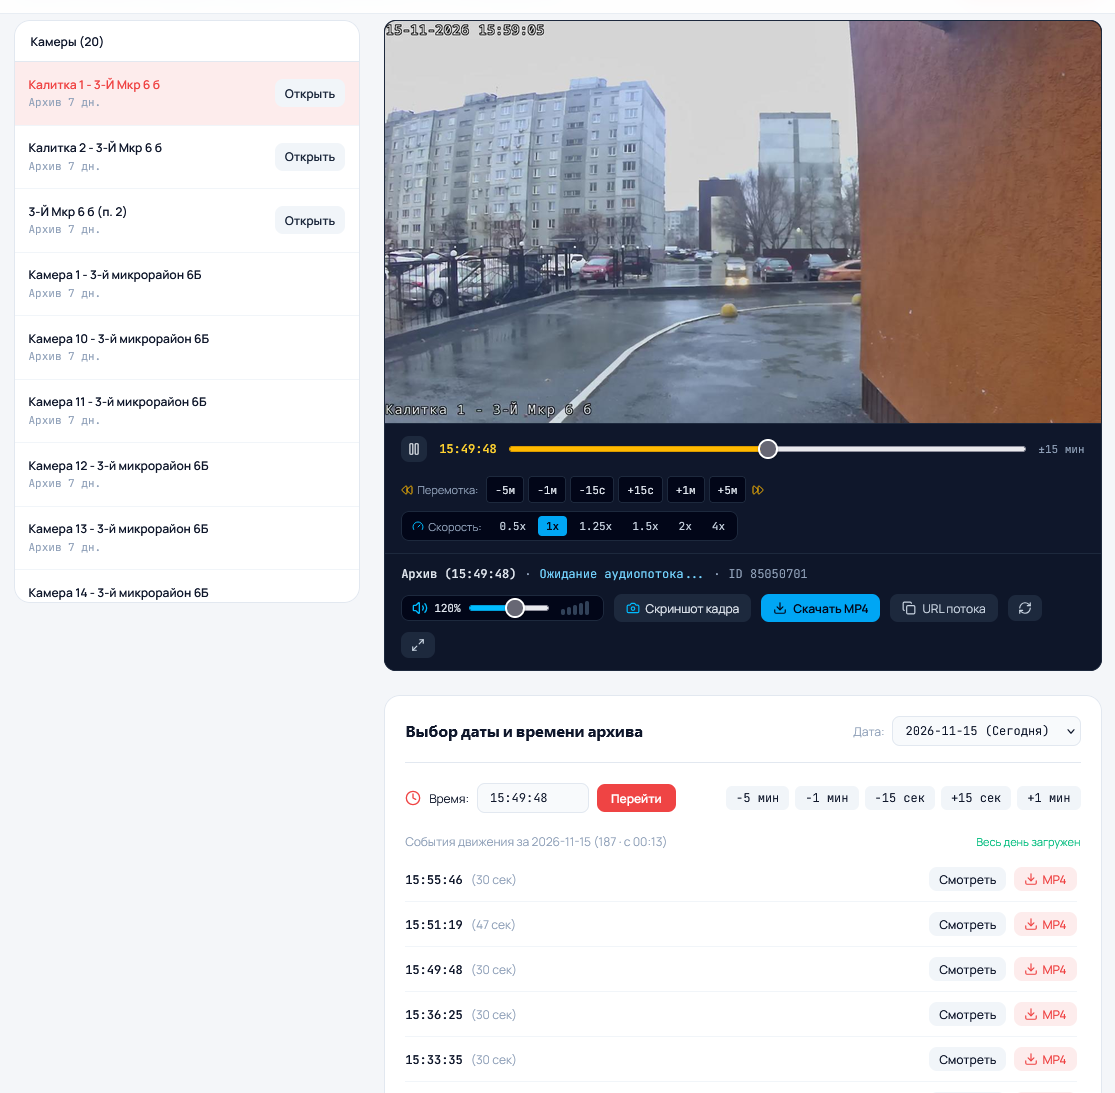 Камеры (20)
Калитка 1 - 3-Й Мкр 6 б
Архив 7 дн.
Открыть
Калитка 2 - 3-Й Мкр 6 б
Архив 7 дн.
Открыть
3-Й Мкр 6 б (п. 2)
Архив 7 дн.
Открыть
Камера 1 - 3-й микрорайон 6Б
Архив 7 дн.
Камера 10 - 3-й микрорайон 6Б
Архив 7 дн.
Камера 11 - 3-й микрорайон 6Б
Архив 7 дн.
Камера 12 - 3-й микрорайон 6Б
Архив 7 дн.
Камера 13 - 3-й микрорайон 6Б
Архив 7 дн.
Камера 14 - 3-й микрорайон 6Б
15-11-2026 15:59:05
Калитка 1 - 3-Й Мкр 6 б
15:49:48
±15 мин
Перемотка: -5м -1м -15с +15с +1м +5м
Скорость: 0.5x 1x 1.25x 1.5x 2x 4x
Архив (15:49:48) · Ожидание аудиопотока... · ID 85050701
120% Скриншот кадра Скачать MP4 URL потока
Выбор даты и времени архива
Дата: 2026-11-15 (Сегодня)
Время: 15:49:48 Перейти -5 мин -1 мин -15 сек +15 сек +1 мин
События движения за 2026-11-15 (187 · с 00:13) Весь день загружен
15:55:46 (30 сек) Смотреть MP4
15:51:19 (47 сек) Смотреть MP4
15:49:48 (30 сек) Смотреть MP4
15:36:25 (30 сек) Смотреть MP4
15:33:35 (30 сек) Смотреть MP4